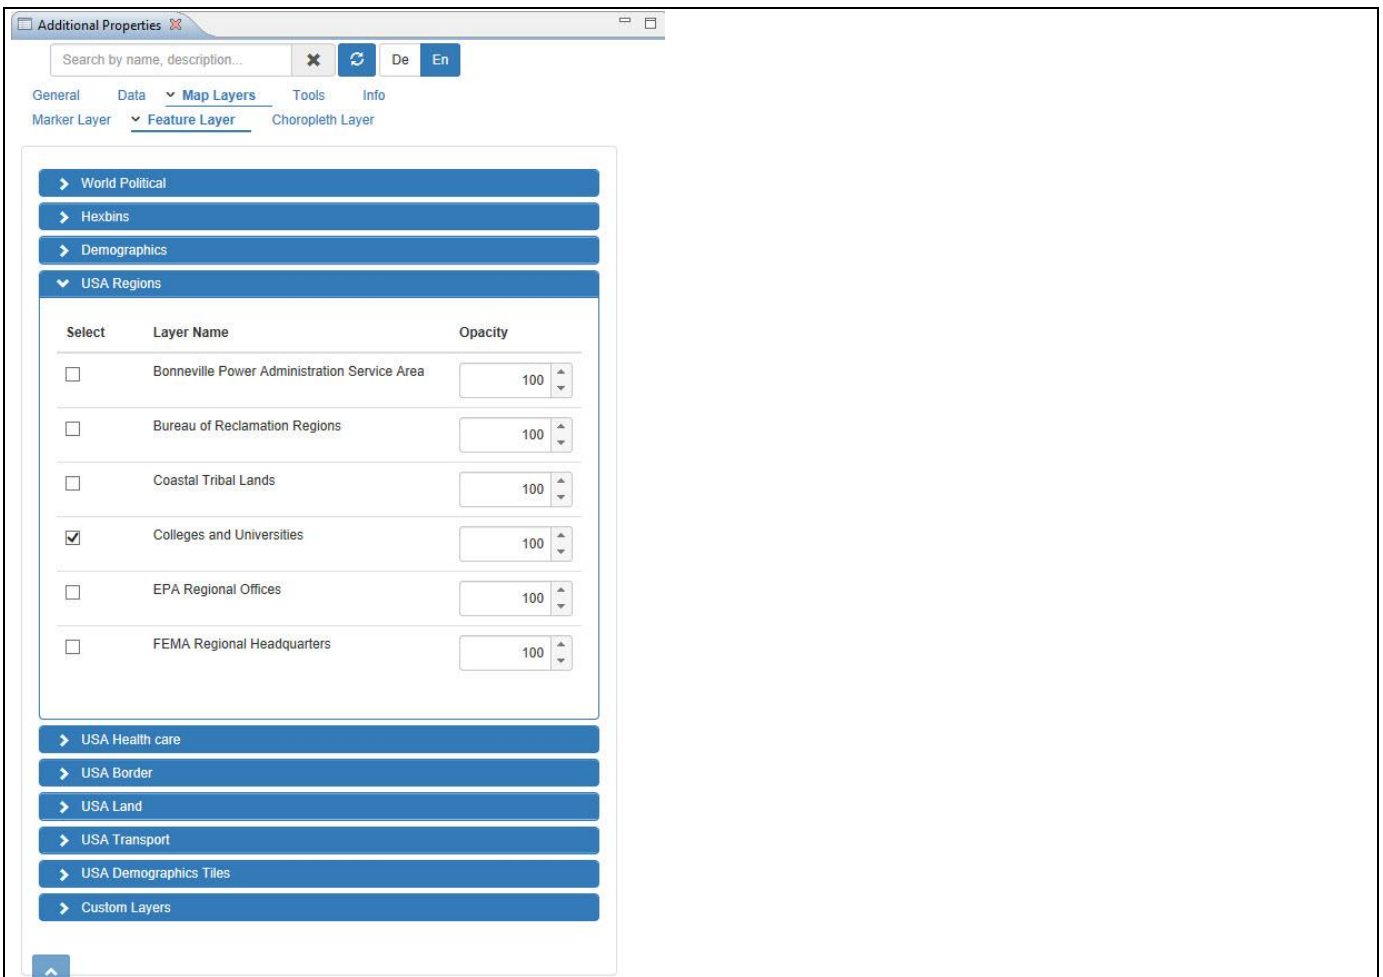 Additional Properties
Search by name, description...
De En
General Data Map Layers Tools Info
Marker Layer Feature Layer Choropleth Layer
World Political
Hexbins
Demographics
USA Regions
Select Layer Name Opacity
Bonneville Power Administration Service Area 100
Bureau of Reclamation Regions 100
Coastal Tribal Lands 100
Colleges and Universities 100
EPA Regional Offices 100
FEMA Regional Headquarters 100
USA Health care
USA Border
USA Land
USA Transport
USA Demographics Tiles
Custom Layers